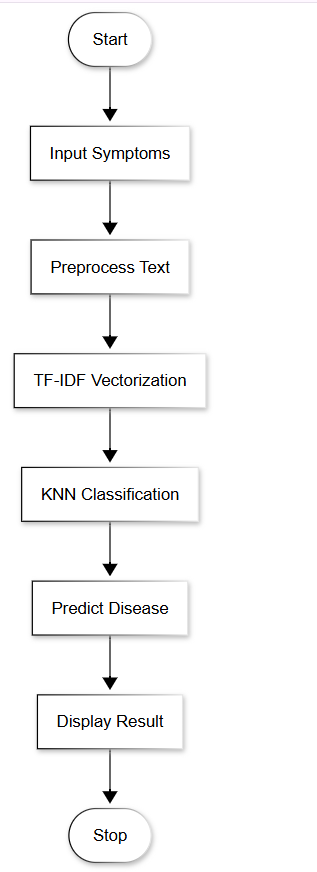 Start
Input Symptoms
Preprocess Text
TF-IDF Vectorization
KNN Classification
Predict Disease
Display Result
Stop